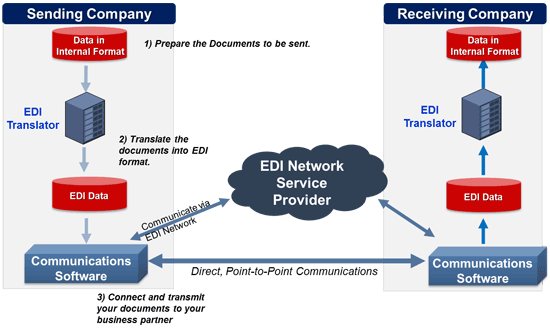 Sending Company
Data in
Internal Format
1) Prepare the Documents to be sent.
EDI
Translator
2) Translate the
documents into EDI
format.
EDI Data
Communicate via
EDI Network
Communications
Software
3) Connect and transmit
your documents to your
business partner
EDI Network
Service
Provider
Direct, Point-to-Point Communications
Receiving Company
Data in
Internal Format
EDI
Translator
EDI Data
Communications
Software